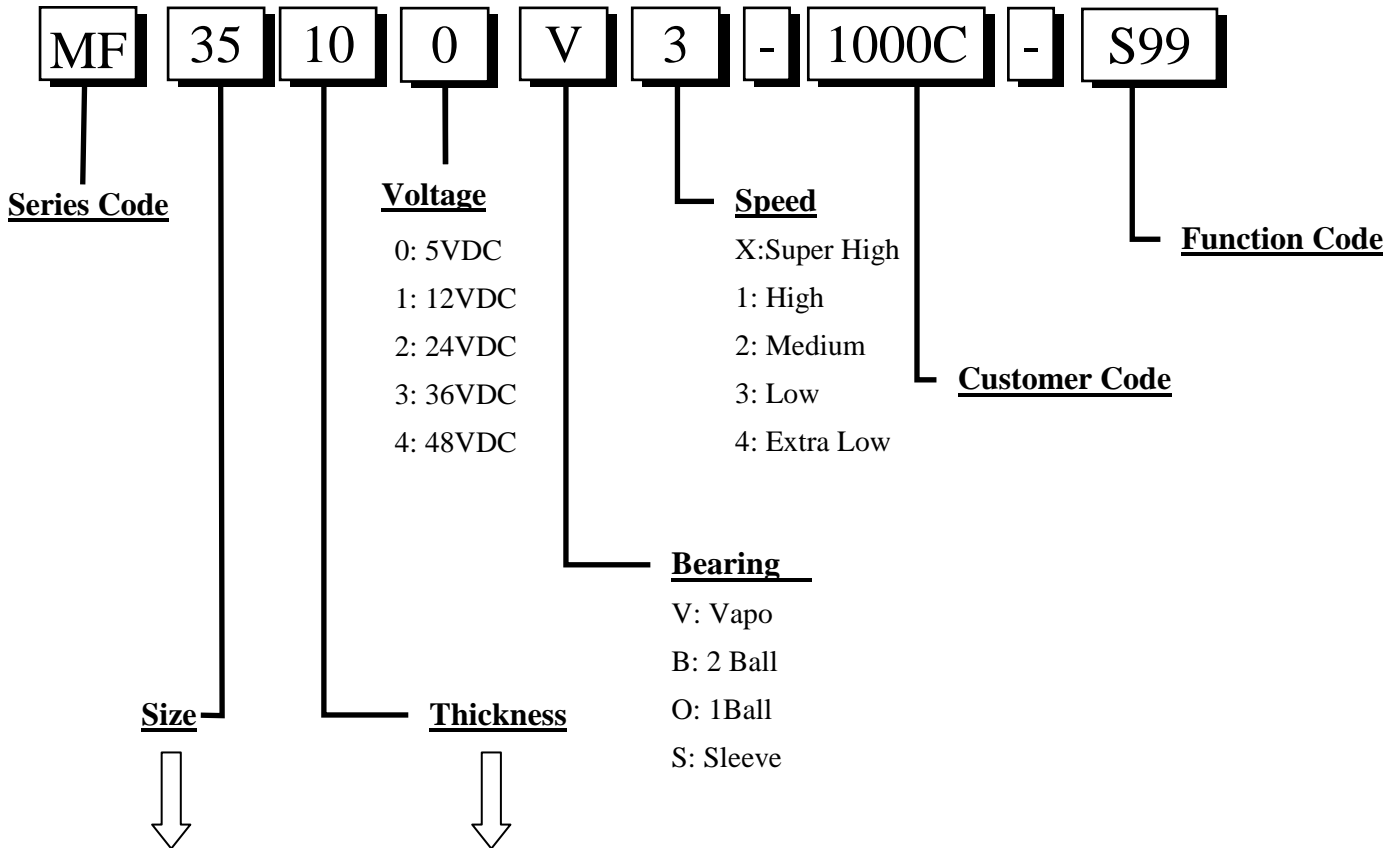 MF 35 10 0 V 3 - 1000C - S99
Series Code
Voltage
0: 5VDC
1: 12VDC
2: 24VDC
3: 36VDC
4: 48VDC
Speed
X:Super High
1: High
2: Medium
3: Low
4: Extra Low
Function Code
Customer Code
Bearing
V: Vapo
B: 2 Ball
O: 1Ball
S: Sleeve
Size
Thickness